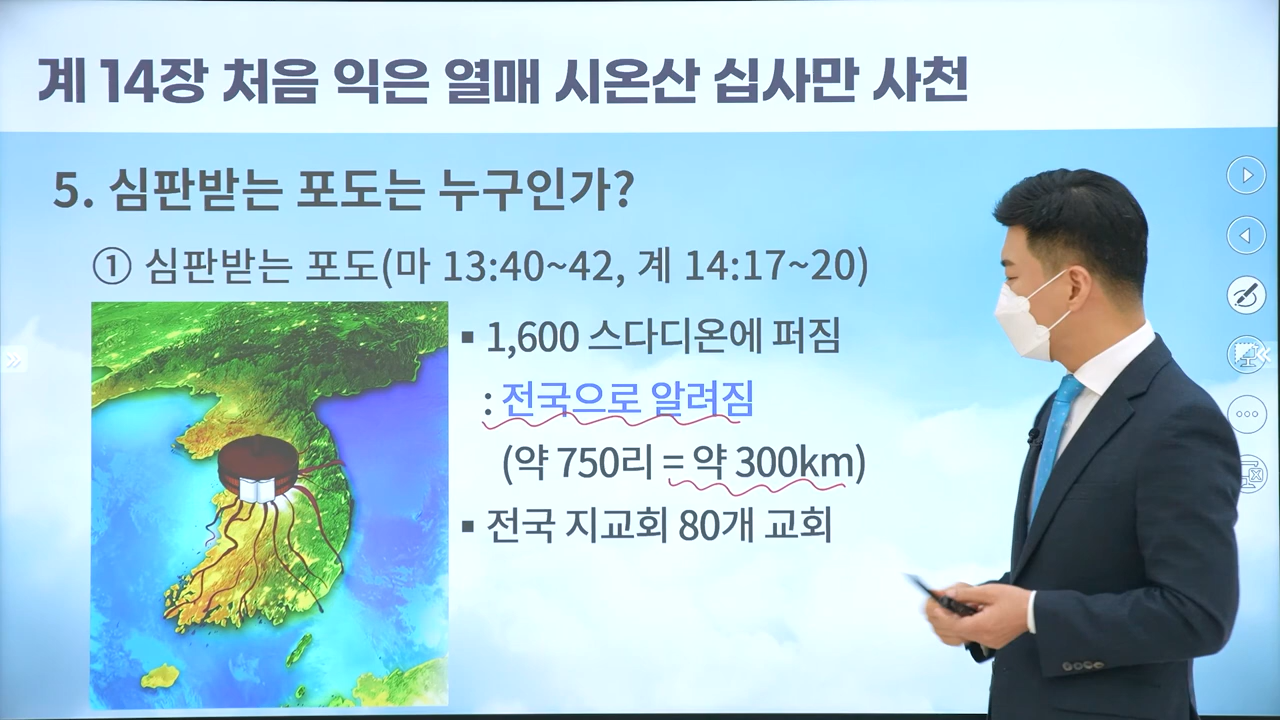 계 14장 처음 익은 열매 시온산 십사만 사천
5. 심판받는 포도는 누구인가?
① 심판받는 포도(마 13:40~42, 계 14:17~20)
▪ 1,600 스다디온에 퍼짐
: 전국으로 알려짐
(약 750리 = 약 300km)
▪ 전국 지교회 80개 교회